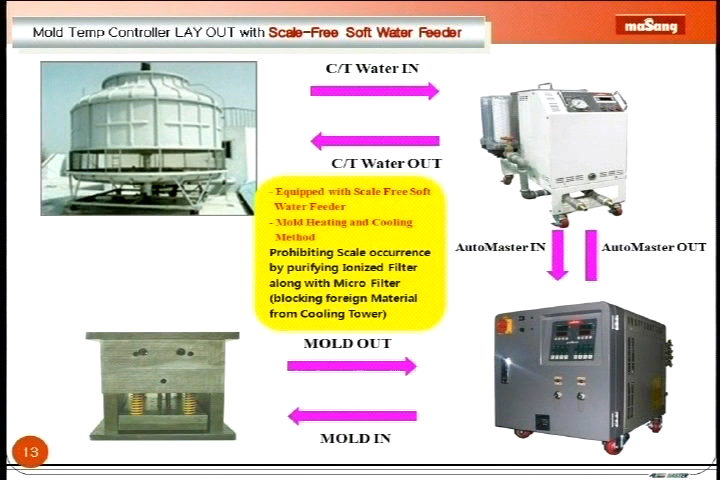 Mold Temp Controller LAY OUT with Scale-Free Soft Water Feeder
maSang
C/T Water IN
C/T Water OUT
- Equipped with Scale Free Soft
Water Feeder
- Mold Heating and Cooling
Method
Prohibiting Scale occurrence
by purifying Ionized Filter
along with Micro Filter
(blocking foreign Material
from Cooling Tower)
AutoMaster IN
AutoMaster OUT
MOLD OUT
MOLD IN
13